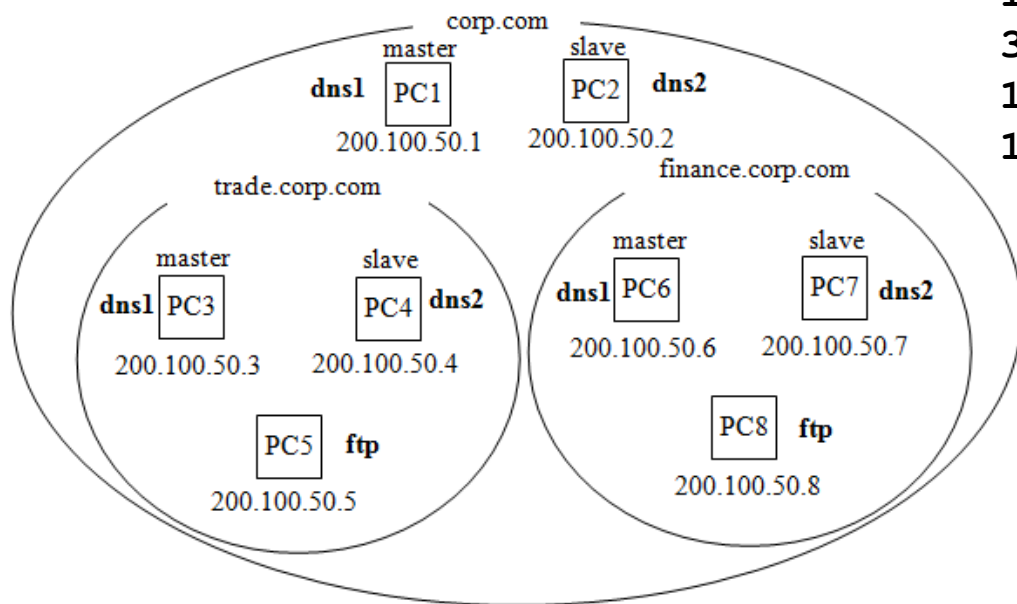 corp.com
master
slave
dns1
PC1
PC2
dns2
200.100.50.1
200.100.50.2
trade.corp.com
finance.corp.com
master
slave
dns1
PC3
PC4
dns2
200.100.50.3
200.100.50.4
PC5
ftp
200.100.50.5
master
slave
dns1
PC6
PC7
dns2
200.100.50.6
200.100.50.7
PC8
ftp
200.100.50.8
3
1
1